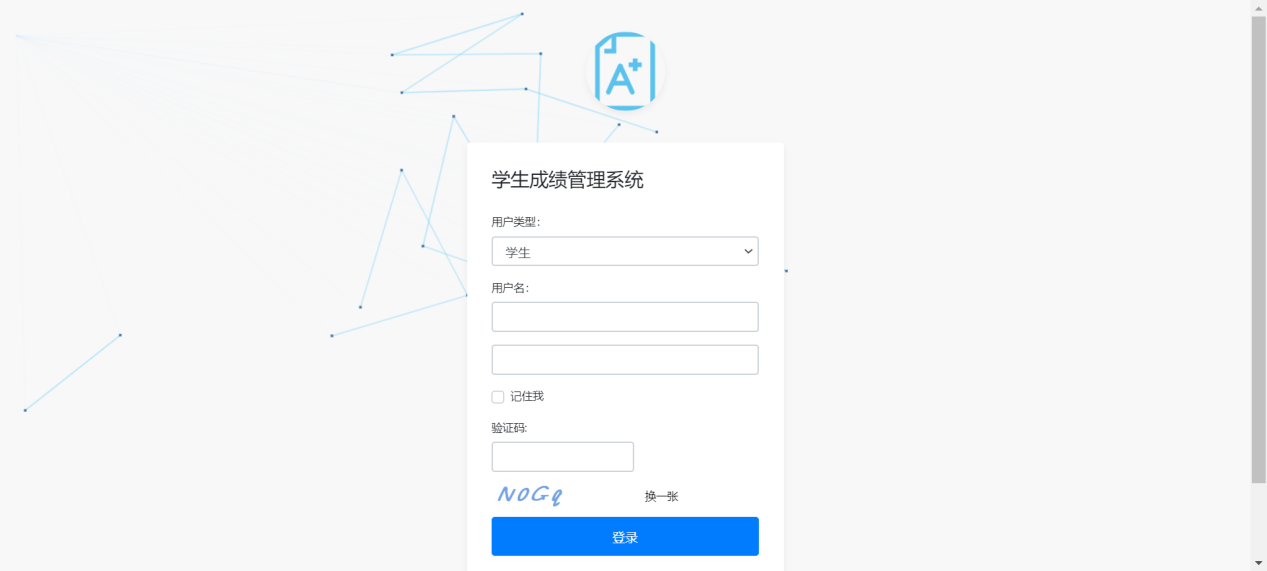 A+
学生成绩管理系统
用户类型:
学生
用户名:
记住我
验证码:
N0Gq
换一张
登录